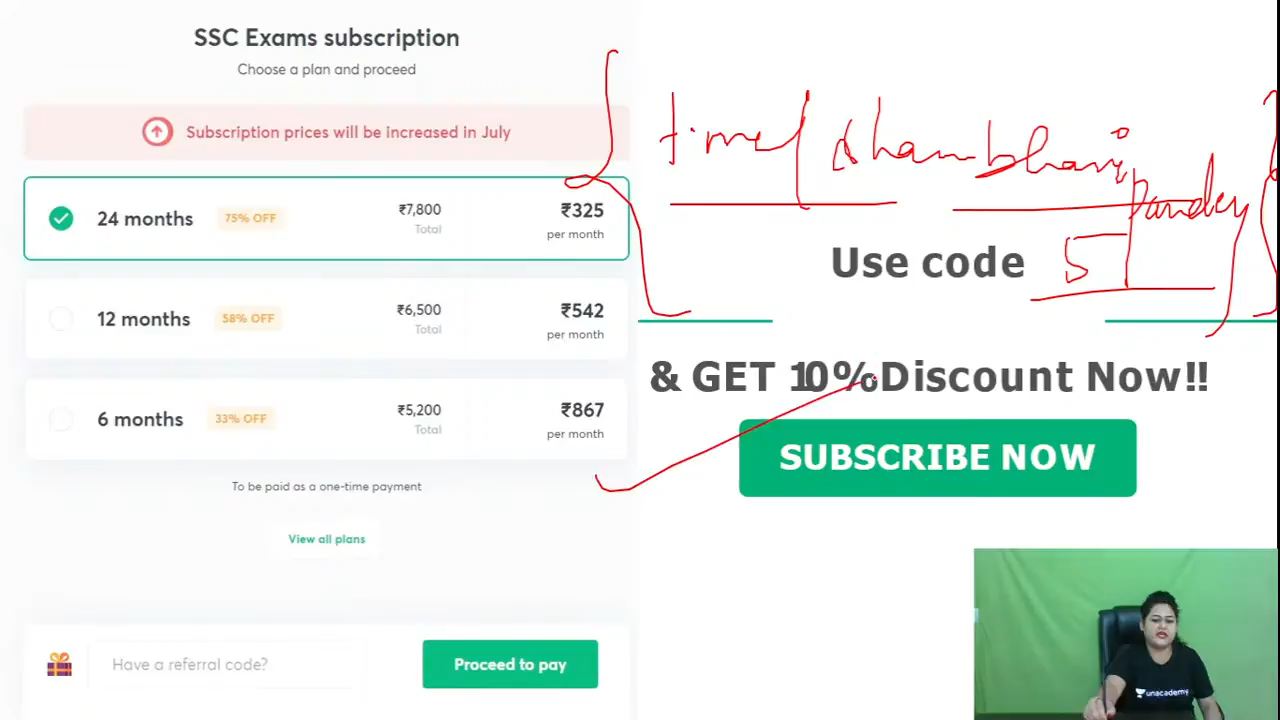 SSC Exams subscription
Choose a plan and proceed
Subscription prices will be increased in July
24 months 75% OFF ₹7,800 Total ₹325 per month
12 months 58% OFF ₹6,500 Total ₹542 per month
6 months 33% OFF ₹5,200 Total ₹867 per month
To be paid as a one-time payment
View all plans
Have a referral code?
Proceed to pay
pandey
Use code
& GET 10% Discount Now!!
SUBSCRIBE NOW
unacademy